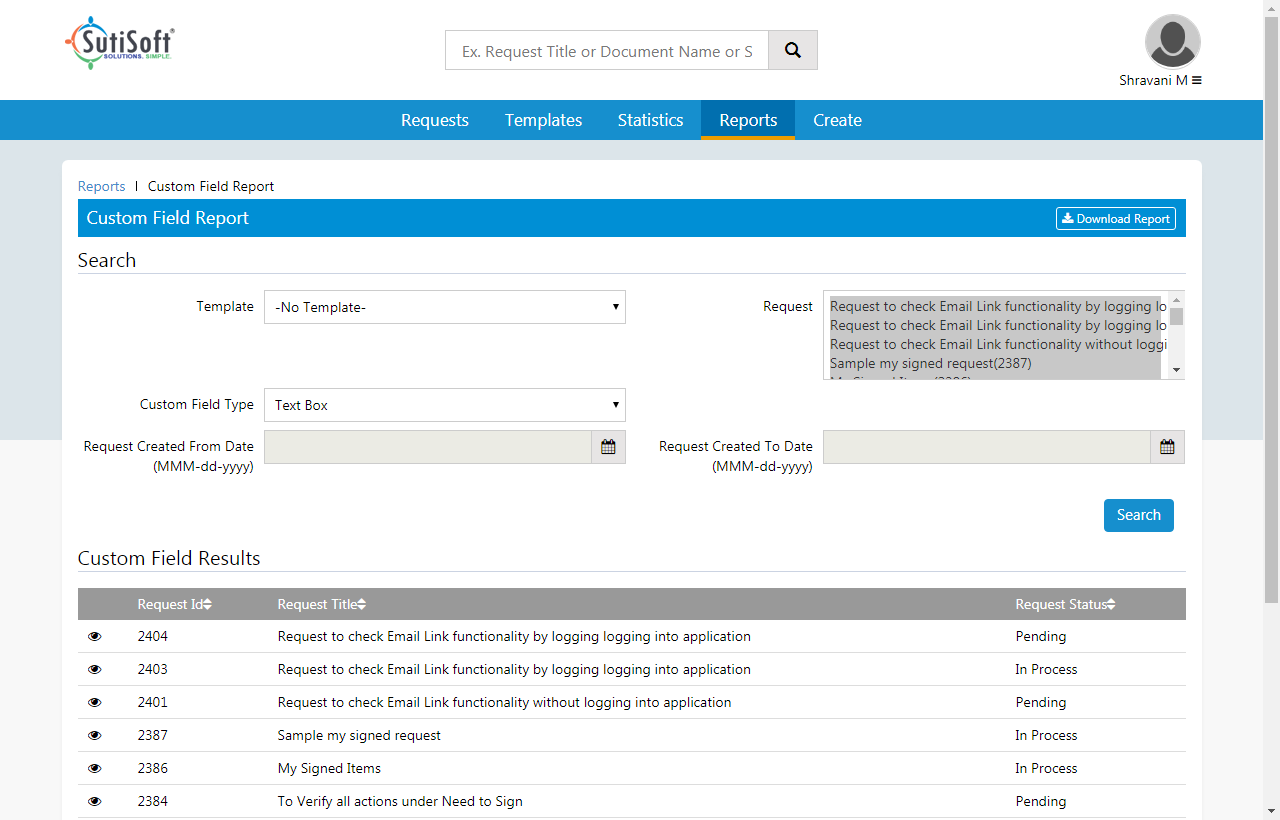 SutiSoft®
SOLUTIONS. SIMPLE.
Ex. Request Title or Document Name or S
Shravani M
Requests Templates Statistics Reports Create
Reports | Custom Field Report
Custom Field Report Download Report
Search
Template -No Template- Request
Request to check Email Link functionality by logging lo
Request to check Email Link functionality by logging lo
Request to check Email Link functionality without loggi
Sample my signed request(2387)
Custom Field Type Text Box
Request Created From Date Request Created To Date
(MMM-dd-yyyy) (MMM-dd-yyyy)
Search
Custom Field Results
Request Id Request Title Request Status
2404 Request to check Email Link functionality by logging logging into application Pending
2403 Request to check Email Link functionality by logging logging into application In Process
2401 Request to check Email Link functionality without logging into application Pending
2387 Sample my signed request In Process
2386 My Signed Items In Process
2384 To Verify all actions under Need to Sign Pending